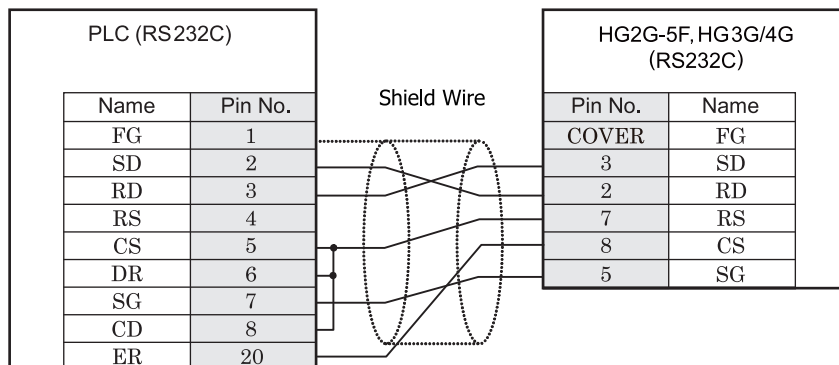 PLC (RS232C)
Name Pin No.
FG 1
SD 2
RD 3
RS 4
CS 5
DR 6
SG 7
CD 8
ER 20
Shield Wire
HG2G-5F, HG3G/4G
(RS232C)
Pin No. Name
COVER FG
3 SD
2 RD
7 RS
8 CS
5 SG